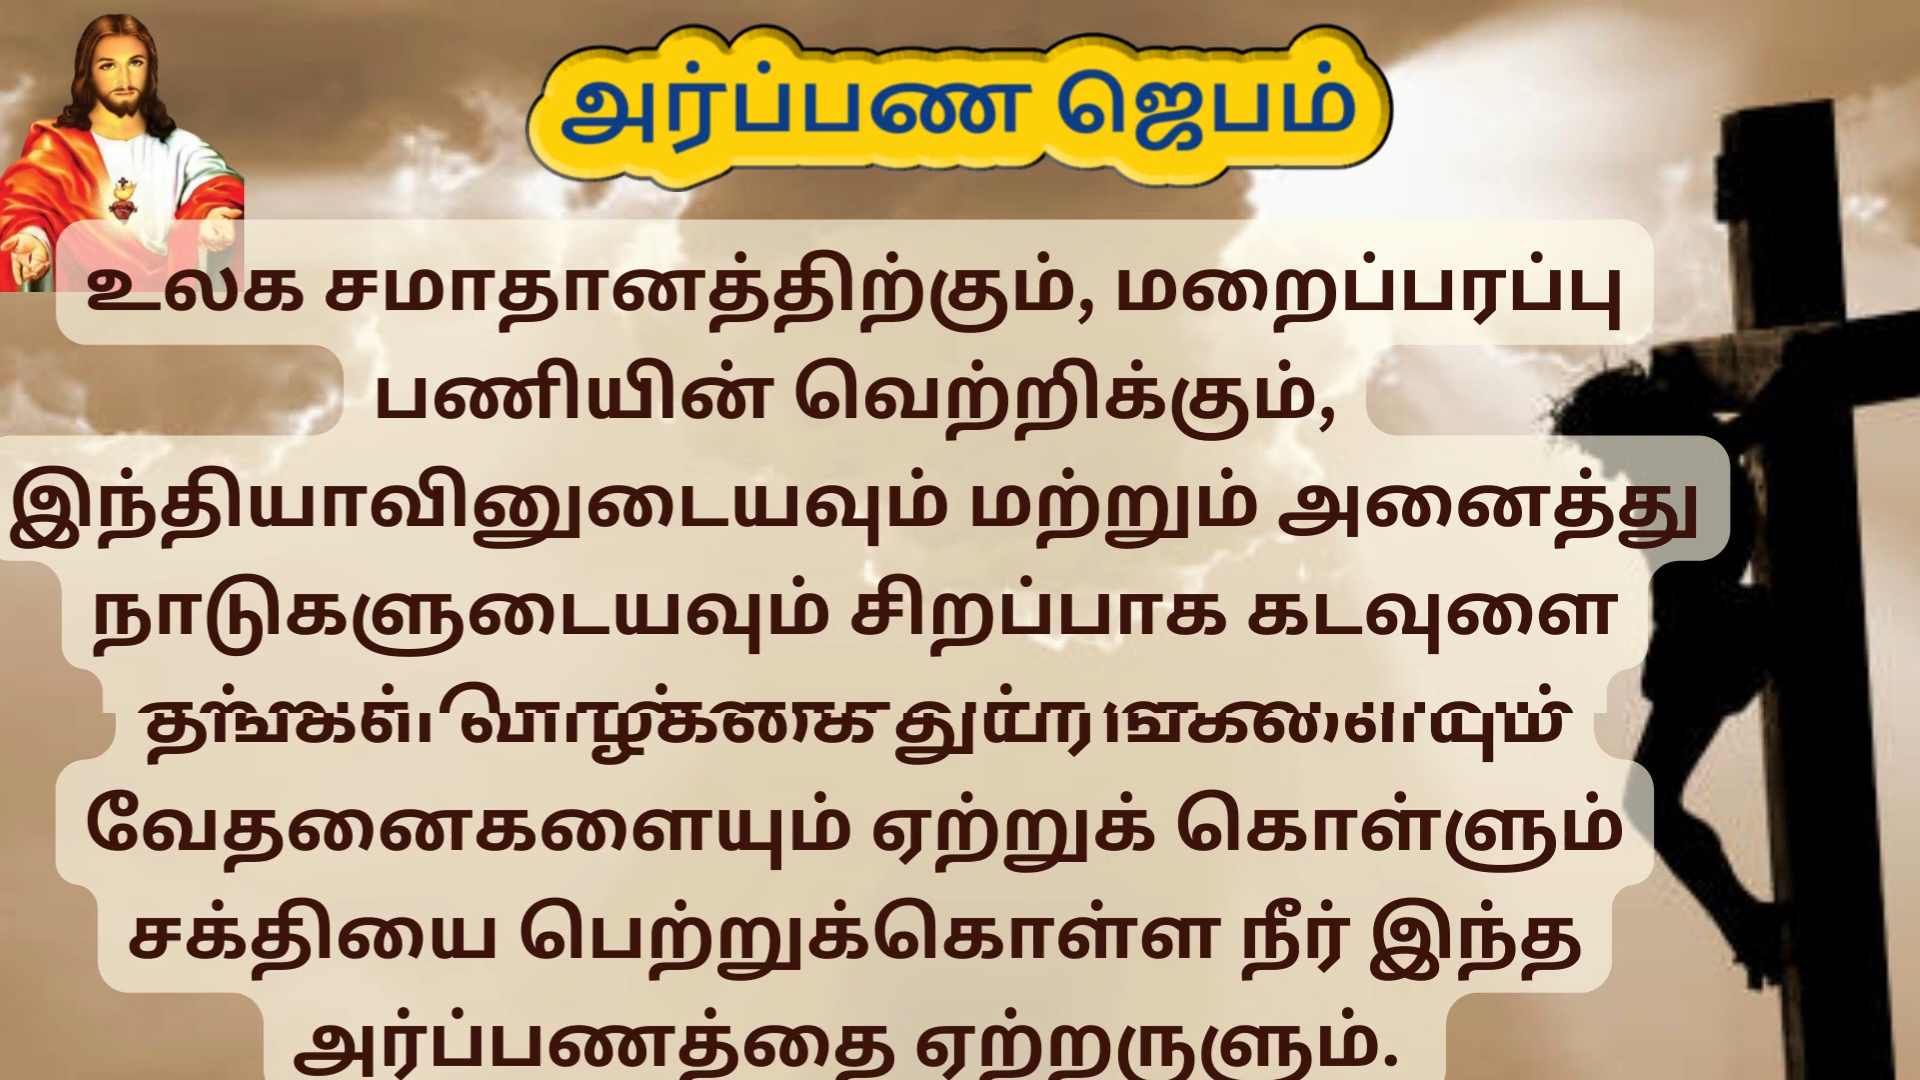 அர்ப்பண ஜெபம்
உலக சமாதானத்திற்கும், மறைப்பரப்பு
பணியின் வெற்றிக்கும்,
இந்தியாவினுடையவும் மற்றும் அனைத்து
நாடுகளுடையவும் சிறப்பாக கடவுளை
வாழ்க்கை
வேதனைகளையும் ஏற்றுக் கொள்ளும்
சக்தியை பெற்றுக்கொள்ள நீர் இந்த
அர்ப்பணத்தை ஏற்றருளும்.